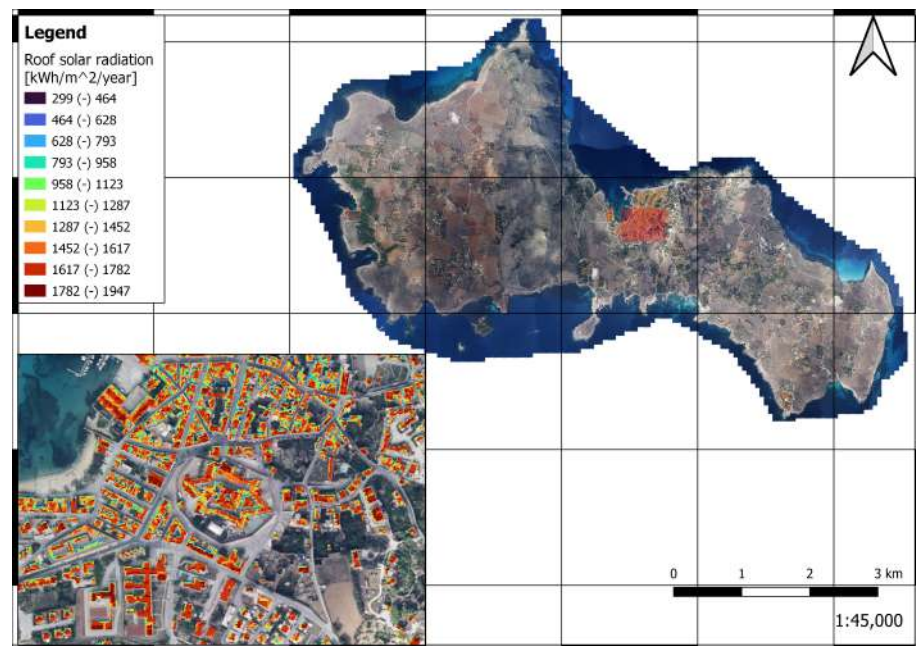 Legend
Roof solar radiation
[kWh/m^2/year]
299 (-) 464
464 (-) 628
628 (-) 793
793 (-) 958
958 (-) 1123
1123 (-) 1287
1287 (-) 1452
1452 (-) 1617
1617 (-) 1782
1782 (-) 1947
0 1 2 3 km
1:45,000